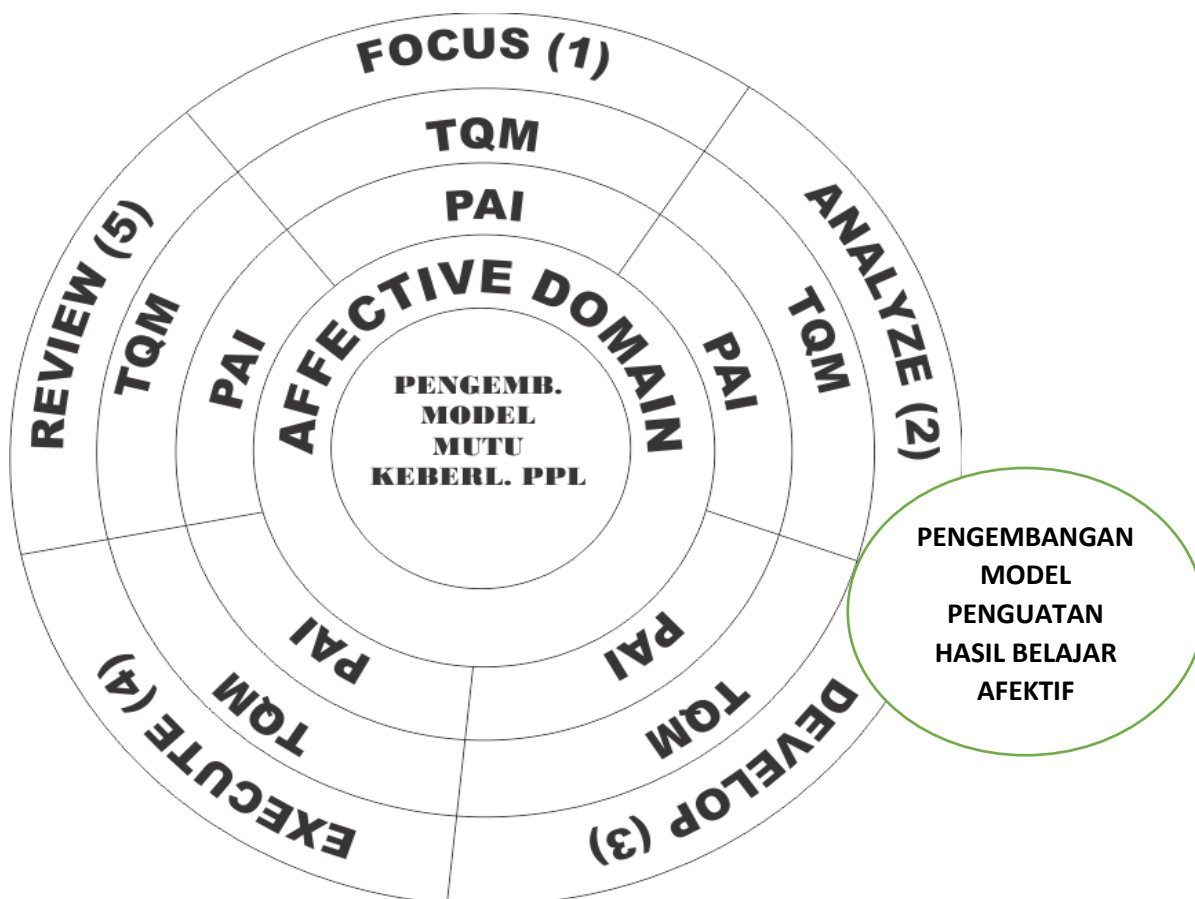 FOCUS (1)
TQM
PAI
ANALYZE (2)
TQM
PAI
DEVELOP (3)
TQM
PAI
EXECUTE (4)
TQM
PAI
REVIEW (5)
TQM
PAI
AFFECTIVE DOMAIN
PENGEMB.
MODEL
MUTU
KEBERL. PPL
PENGEMBANGAN
MODEL
PENGUATAN
HASIL BELAJAR
AFEKTIF